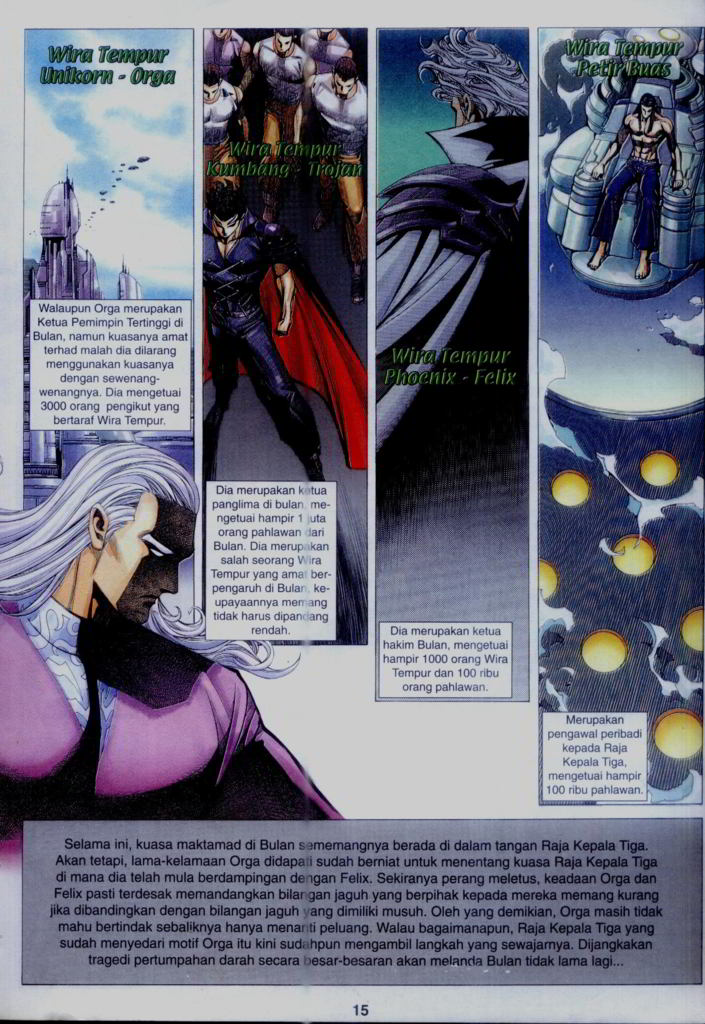 Wira Tempur
Unikorn - Orga
Walaupun Orga merupakan
Ketua Pemimpin Tertinggi di
Bulan, namun kuasanya amat
terhad malah dia dilarang
menggunakan kuasanya
dengan sewenang-
wenangnya. Dia mengetuai
3000 orang pengikut yang
bertaraf Wira Tempur.
Wira Tempur
Kumbang - Trojan
Dia merupakan ketua
panglima di bulan, me-
ngetuai hampir 1 juta
orang pahlawan dari
Bulan. Dia merupakan
salah seorang Wira
Tempur yang amat ber-
pengaruh di Bulan, ke-
upayaannya memang
tidak harus dipandang
rendah.
Wira Tempur
Phoenix - Felix
Dia merupakan ketua
hakim Bulan, mengetuai
hampir 1000 orang Wira
Tempur dan 100 ribu
orang pahlawan.
Wira Tempur
Petir Buas
Merupakan
pengawal peribadi
kepada Raja
Kepala Tiga,
mengetuai hampir
100 ribu pahlawan.
Selama ini, kuasa maktamad di Bulan sememangnya berada di dalam tangan Raja Kepala Tiga.
Akan tetapi, lama-kelamaan Orga didapati sudah berniat untuk menentang kuasa Raja Kepala Tiga
di mana dia telah mula berdampingan dengan Felix. Sekiranya perang meletus, keadaan Orga dan
Felix pasti terdesak memandangkan bilangan jaguh yang berpihak kepada mereka memang kurang
jika dibandingkan dengan bilangan jaguh yang dimiliki musuh. Oleh yang demikian, Orga masih tidak
mahu bertindak sebaliknya hanya menanti peluang. Walau bagaimanapun, Raja Kepala Tiga yang
sudah menyedari motif Orga itu kini sudahpun mengambil langkah yang sewajarnya. Dijangkakan
tragedi pertumpahan darah secara besar-besaran akan melanda Bulan tidak lama lagi...
15